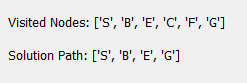 Visited Nodes: ['S', 'B', 'E', 'C', 'F', 'G']
Solution Path: ['S', 'B', 'E', 'G']